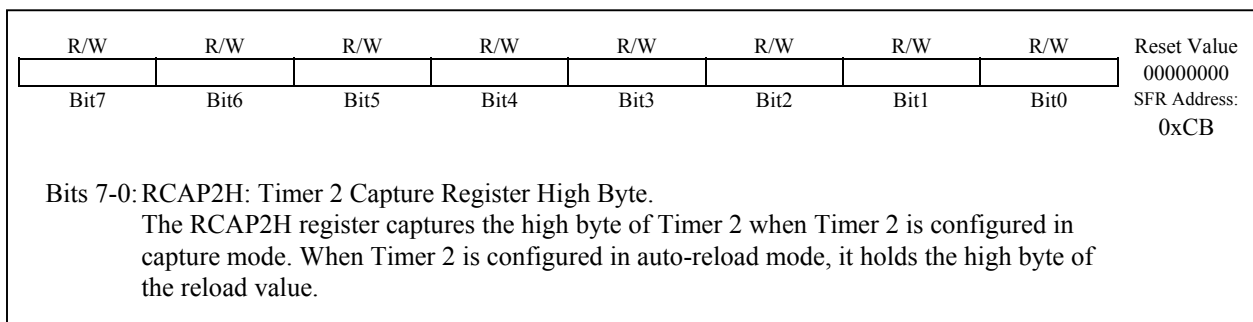 R/W R/W R/W R/W R/W R/W R/W R/W Reset Value
00000000
Bit7 Bit6 Bit5 Bit4 Bit3 Bit2 Bit1 Bit0 SFR Address:
0xCB
Bits 7-0: RCAP2H: Timer 2 Capture Register High Byte.
The RCAP2H register captures the high byte of Timer 2 when Timer 2 is configured in
capture mode. When Timer 2 is configured in auto-reload mode, it holds the high byte of
the reload value.